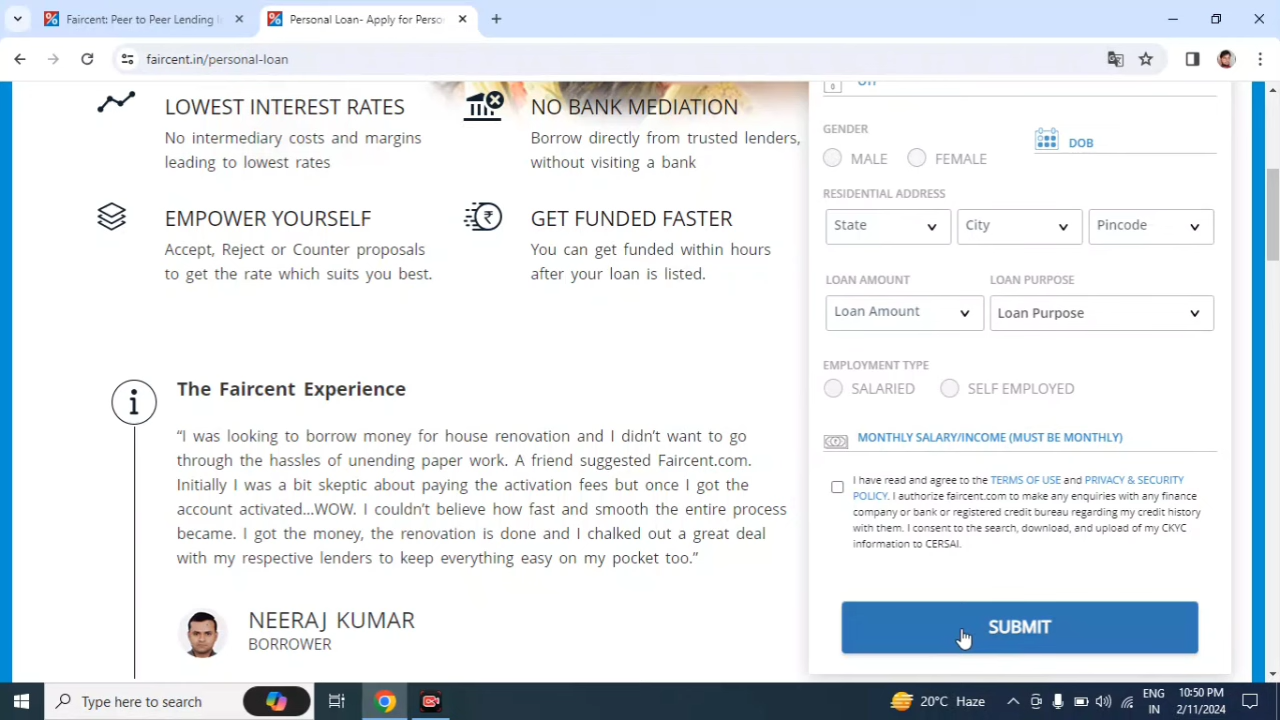 Faircent: Peer to Peer Lending I
Personal Loan- Apply for Perso
faircent.in/personal-loan
LOWEST INTEREST RATES
No intermediary costs and margins
leading to lowest rates
NO BANK MEDIATION
Borrow directly from trusted lenders,
without visiting a bank
EMPOWER YOURSELF
Accept, Reject or Counter proposals
to get the rate which suits you best.
GET FUNDED FASTER
You can get funded within hours
after your loan is listed.
The Faircent Experience
“I was looking to borrow money for house renovation and I didn’t want to go
through the hassles of unending paper work. A friend suggested Faircent.com.
Initially I was a bit skeptic about paying the activation fees but once I got the
account activated...WOW. I couldn’t believe how fast and smooth the entire process
became. I got the money, the renovation is done and I chalked out a great deal
with my respective lenders to keep everything easy on my pocket too.”
NEERAJ KUMAR
BORROWER
GENDER
MALE FEMALE
DOB
RESIDENTIAL ADDRESS
State City Pincode
LOAN AMOUNT LOAN PURPOSE
Loan Amount Loan Purpose
EMPLOYMENT TYPE
SALARIED SELF EMPLOYED
MONTHLY SALARY/INCOME (MUST BE MONTHLY)
I have read and agree to the TERMS OF USE and PRIVACY & SECURITY
POLICY. I authorize faircent.com to make any enquiries with any finance
company or bank or registered credit bureau regarding my credit history
with them. I consent to the search, download, and upload of my CKYC
information to CERSAI.
SUBMIT
Type here to search
20°C Haze
ENG
IN
10:50 PM
2/11/2024